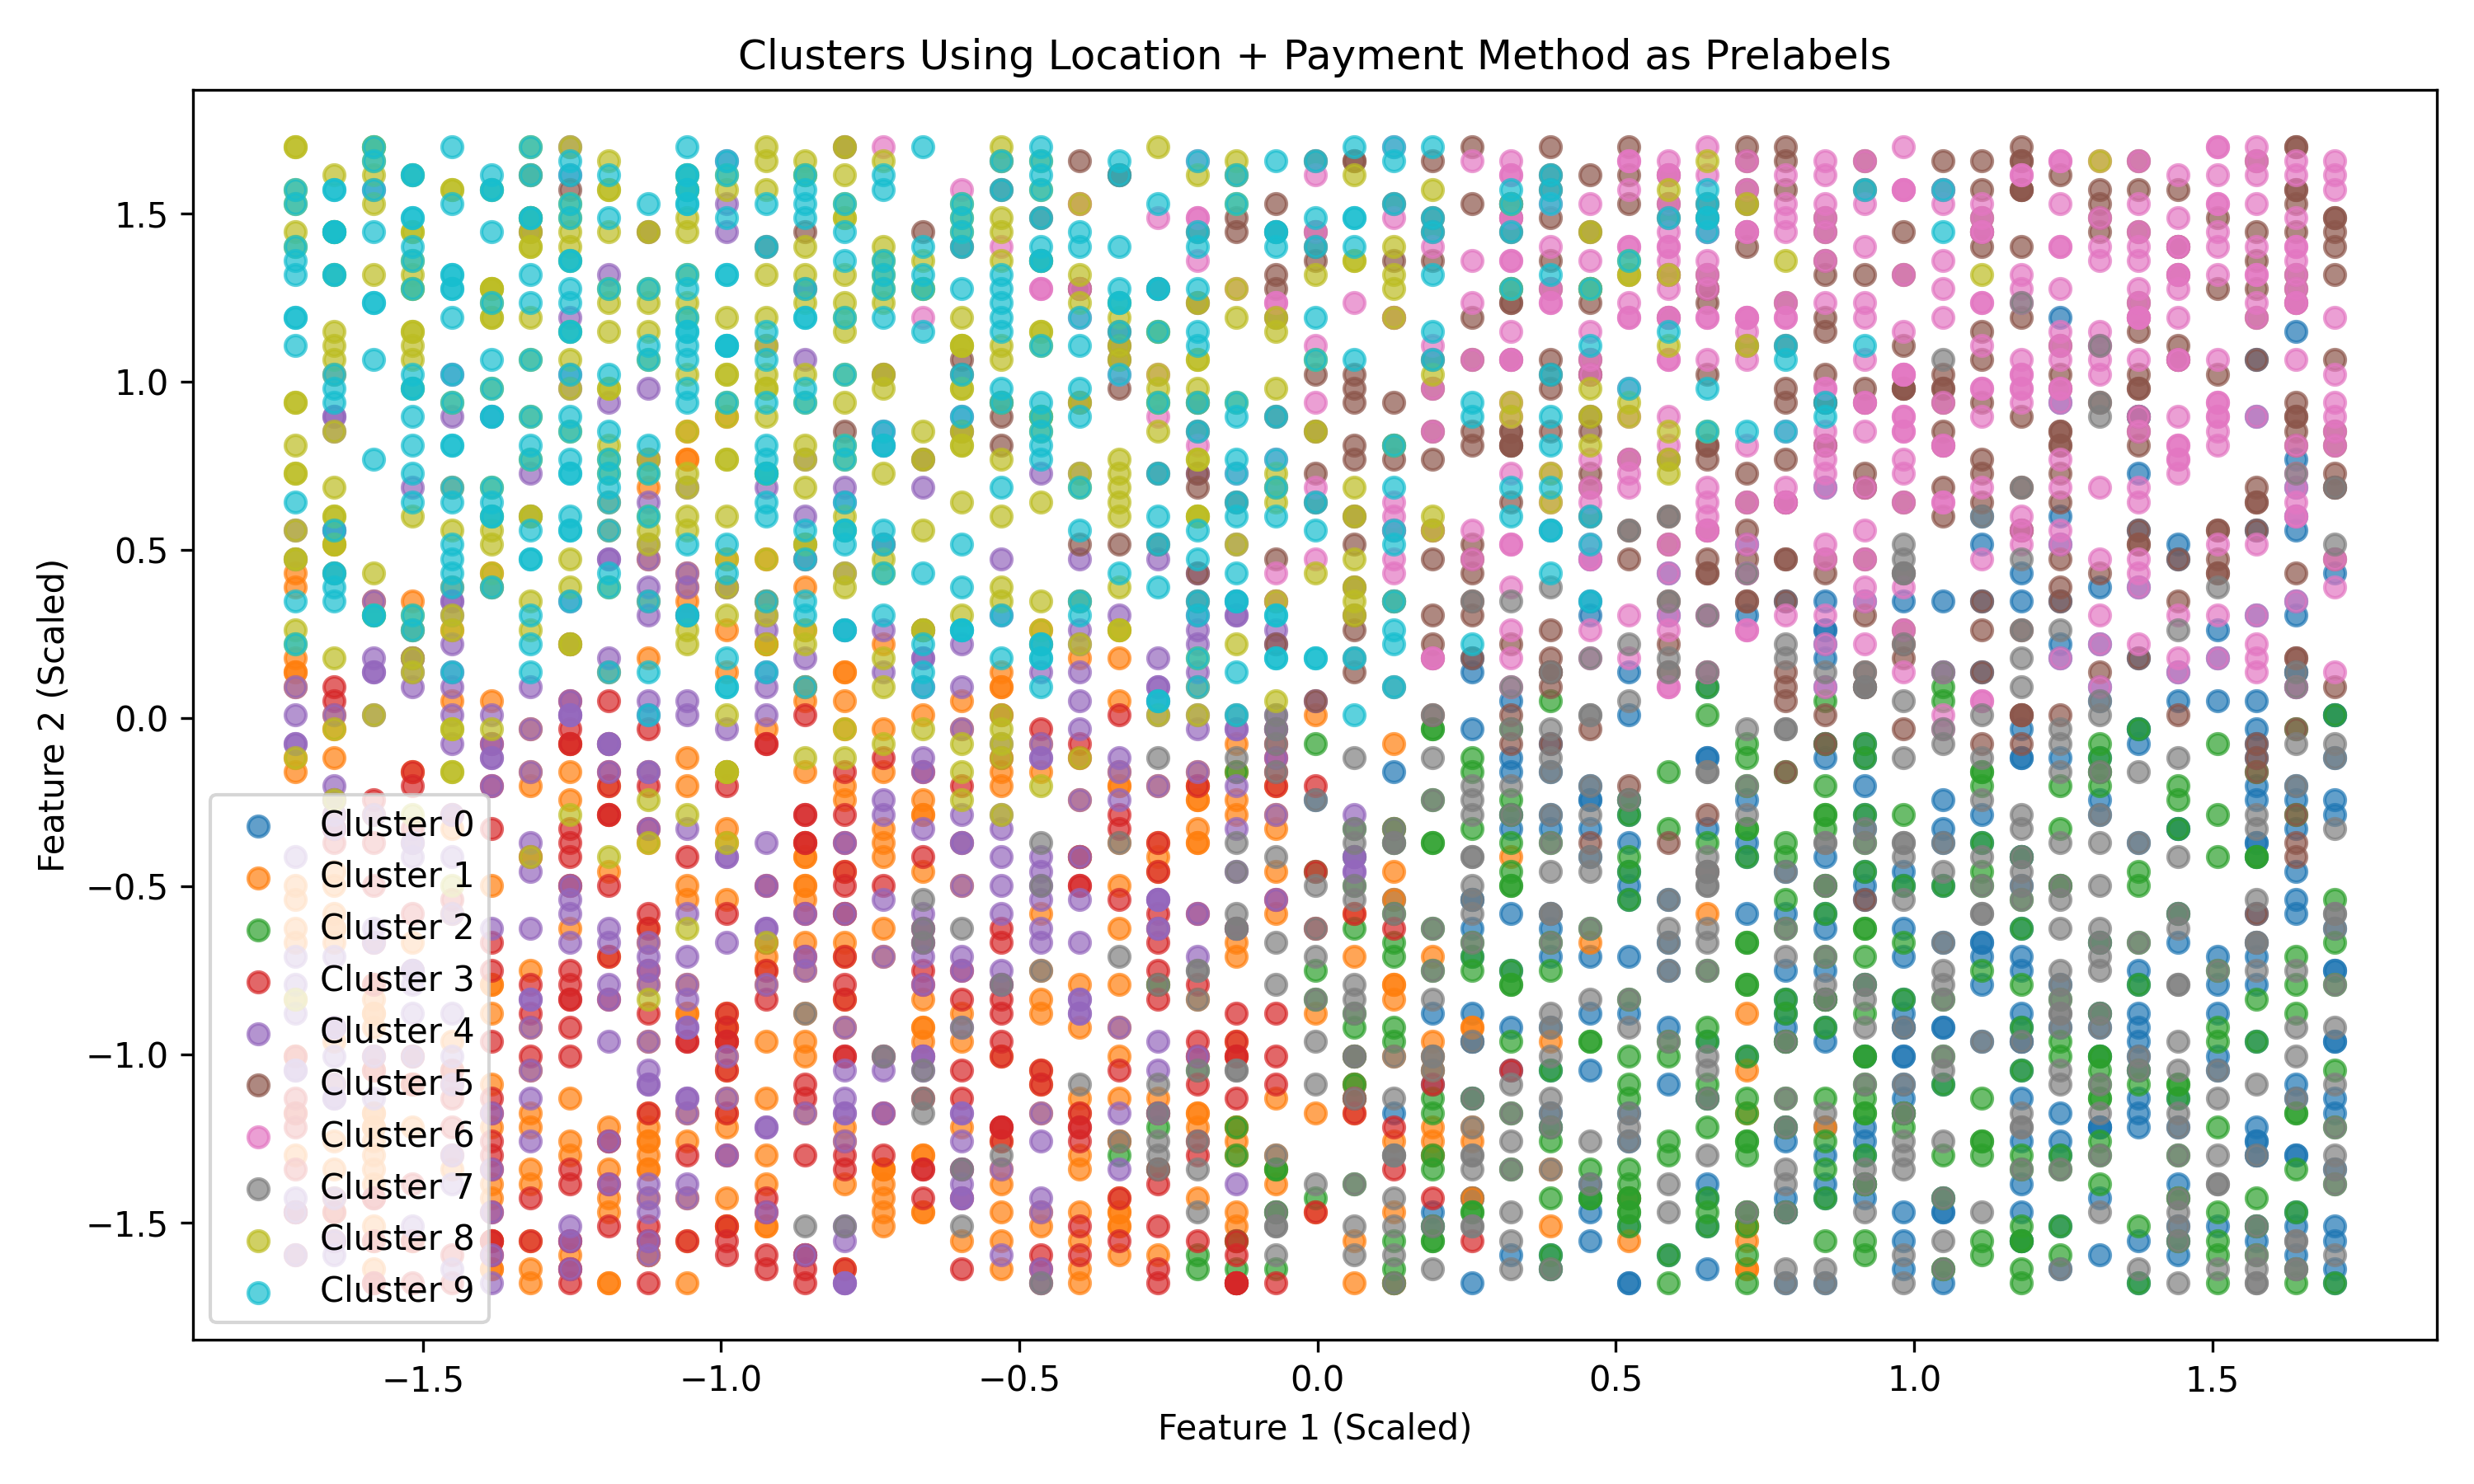 Clusters Using Location + Payment Method as Prelabels
Feature 2 (Scaled)
1.5
1.0
0.5
0.0
−0.5
−1.0
−1.5
Cluster 0
Cluster 1
Cluster 2
Cluster 3
Cluster 4
Cluster 5
Cluster 6
Cluster 7
Cluster 8
Cluster 9
−1.5 −1.0 −0.5 0.0 0.5 1.0 1.5
Feature 1 (Scaled)